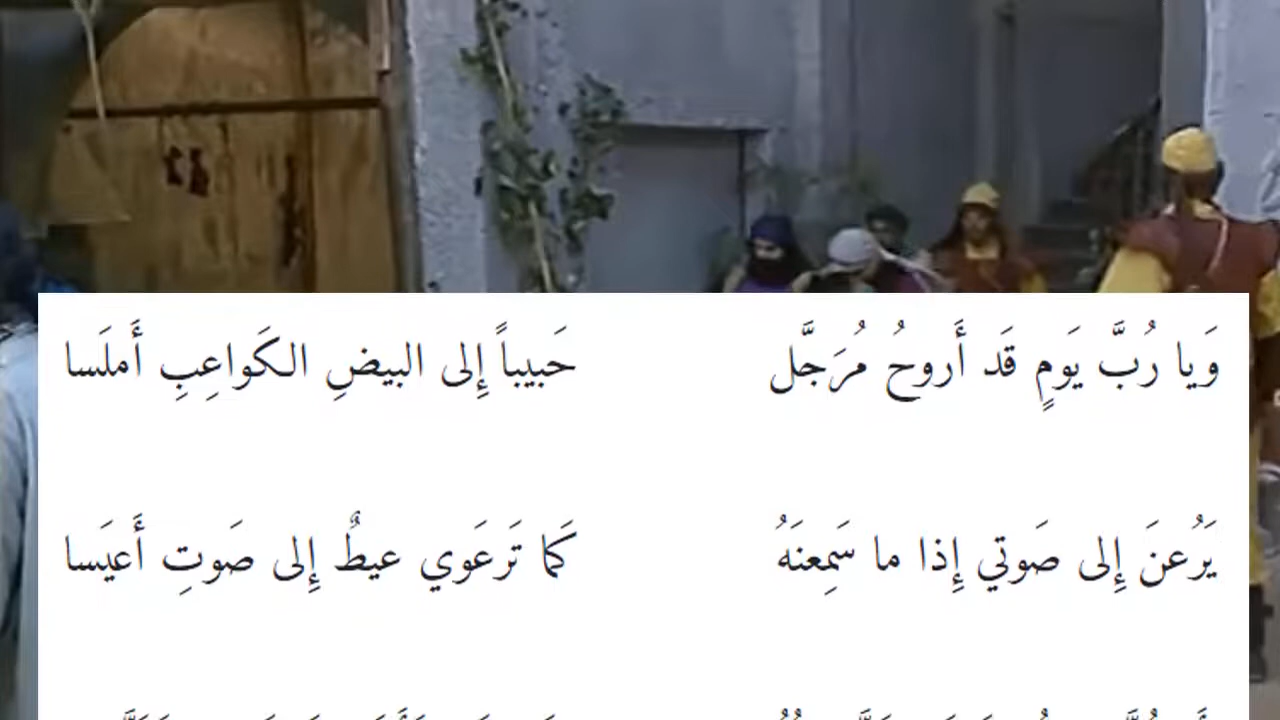 وَيا رُبَّ يَومٍ قَد أَروحُ مُرَجَّل حَبيباً إِلى البيضِ الكَواعِبِ أَملَسا
يَرُعنَ إِلى صَوتي إِذا ما سَمِعنَهُ كَما تَرعَوي عيطٌ إِلى صَوتِ أَعيَسا